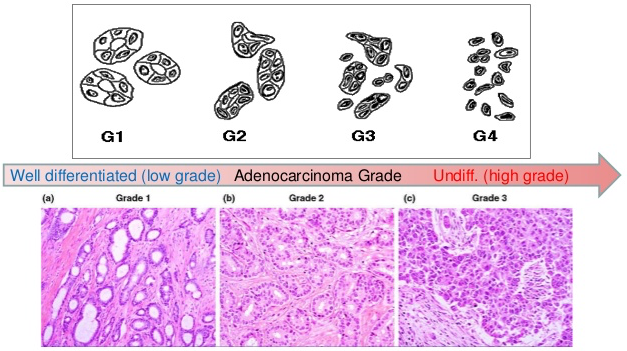 G1 G2 G3 G4
Well differentiated (low grade) Adenocarcinoma Grade Undiff. (high grade)
(a) Grade 1 (b) Grade 2 (c) Grade 3